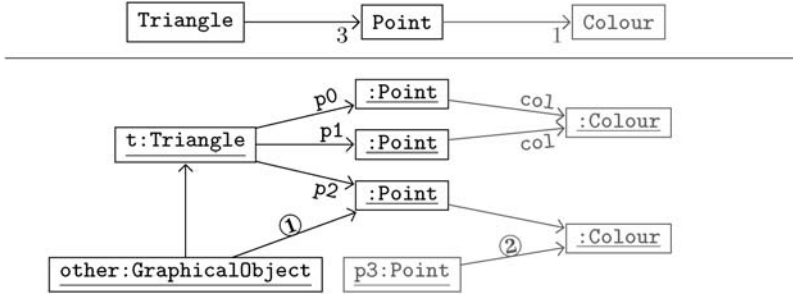 Triangle 3 Point 1 Colour
p0 :Point col
:Colour
t:Triangle p1 :Point col
p2 :Point
① :Colour
②
other:GraphicalObject p3:Point